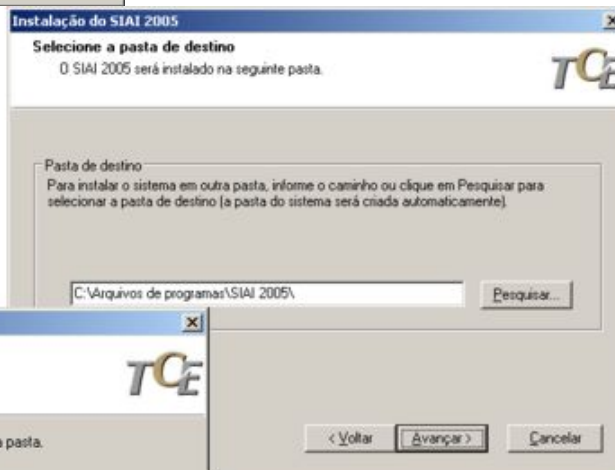 Instalação do SIAI 2005
Selecione a pasta de destino
O SIAI 2005 será instalado na seguinte pasta.
TCE
Pasta de destino
Para instalar o sistema em outra pasta, informe o caminho ou clique em Pesquisar para
selecionar a pasta de destino (a pasta do sistema será criada automaticamente).
C:\Arquivos de programas\SIAI 2005\
Pesquisar...
TCE
a pasta.
< Voltar
Avançar >
Cancelar